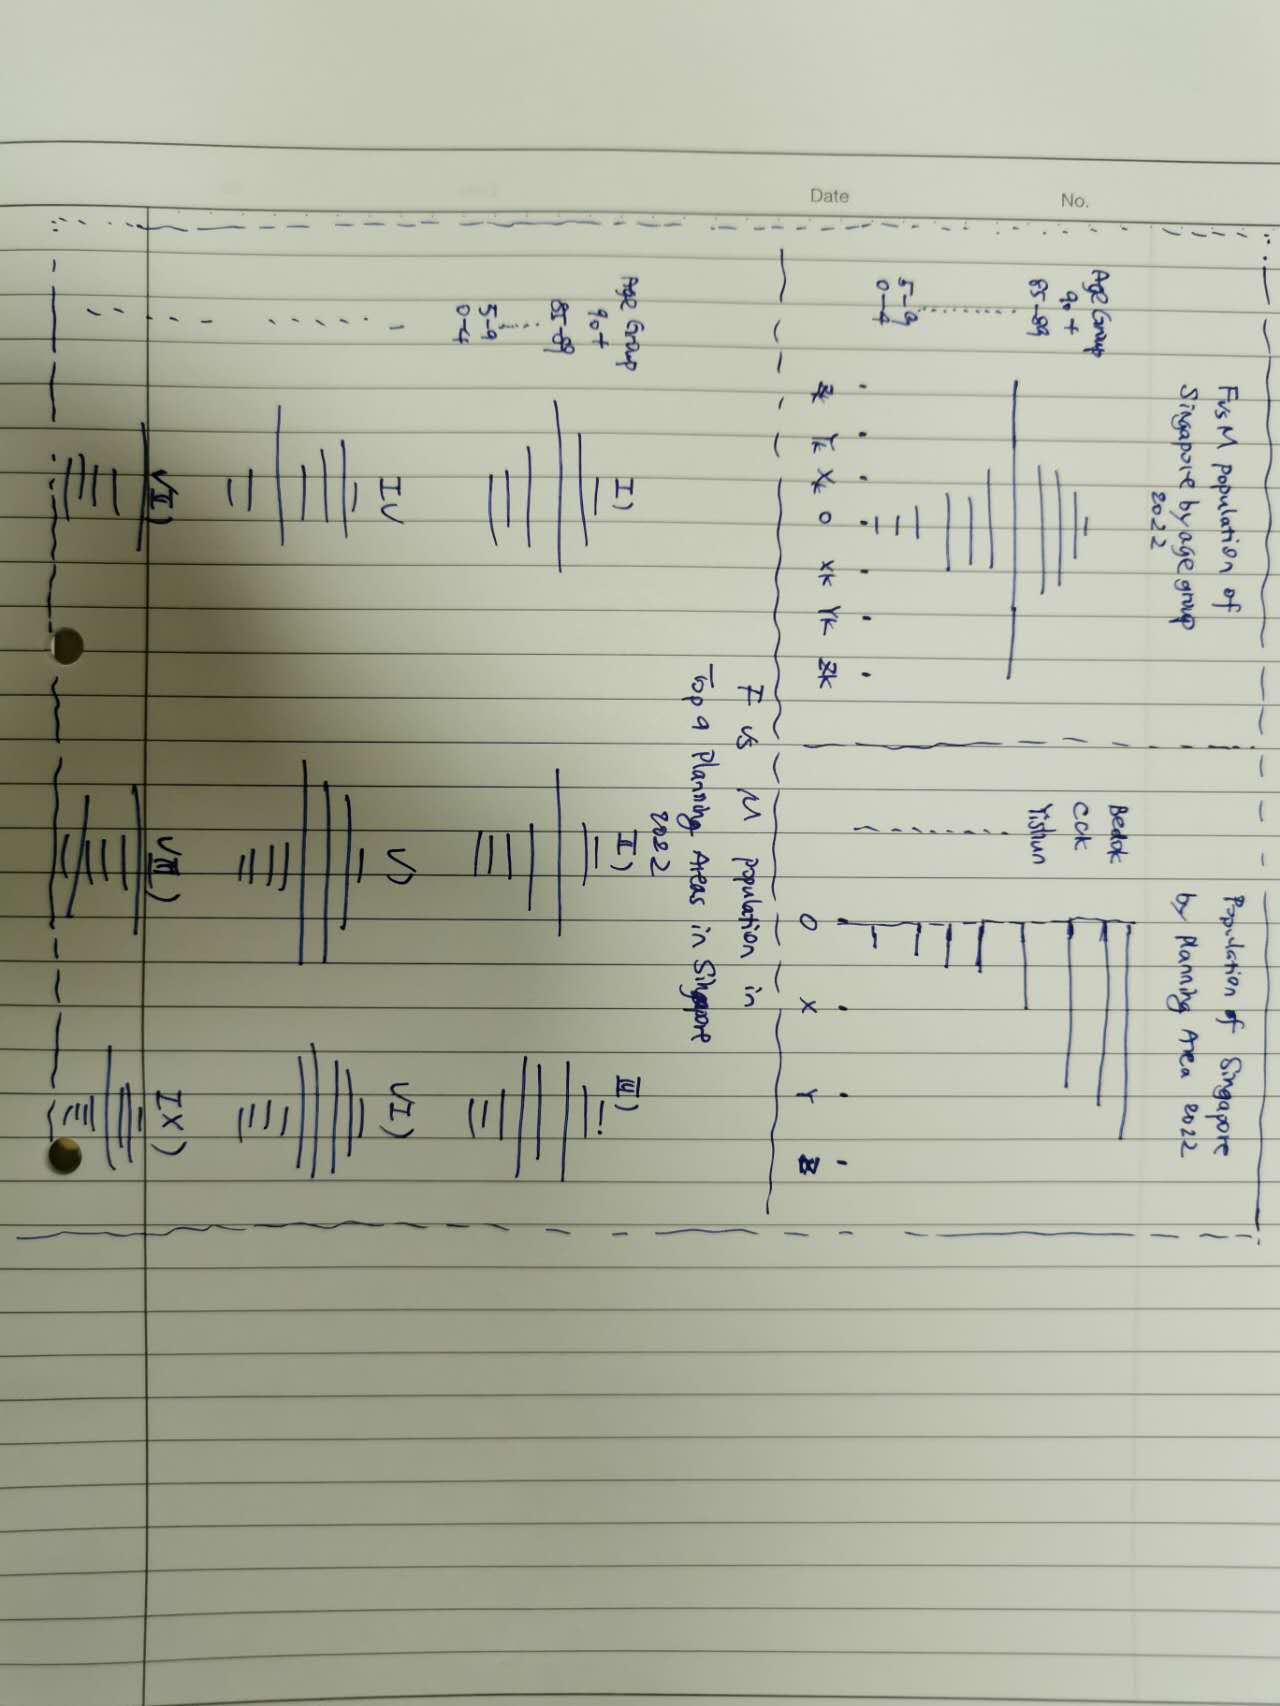 F vs M population of
Singapore by age group
2022
Age Group
90+
85-89
5-9
0-4
Zk Yk Xk 0 Xk Yk Zk
Population of Singapore
by Planning Area 2022
Bedok
CCK
Yishun
0 X Y Z
F vs M population in
Top 9 Planning Areas in Singapore
2022
Age Group
90+
85-89
5-9
0-4
I) II) III)
IV V) VI)
VII) VIII) IX)
No.
Date